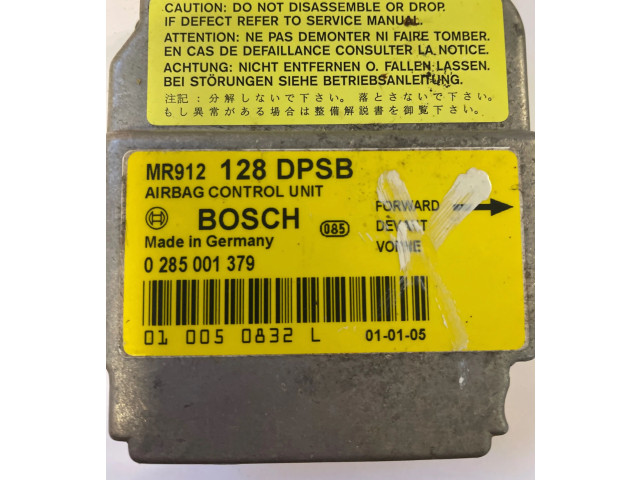 CAUTION: DO NOT DISASSEMBLE OR DROP.
IF DEFECT REFER TO SERVICE MANUAL.
ATTENTION: NE PAS DEMONTER NI FAIRE TOMBER.
EN CAS DE DEFAILLANCE CONSULTER LA NOTICE.
ACHTUNG: NICHT ENTFERNEN O. FALLEN LASSEN.
BEI STÖRUNGEN SIEHE BETRIEBSANLEITUNG.
注記：分解しないで下さい。落とさないで下さい。
もし異常がある場合は整備解説書を御覧下さい。
MR912 128 DPSB
AIRBAG CONTROL UNIT
BOSCH
085
FORWARD
DEVANT
VORNE
Made in Germany
0 285 001 379
01 005 0832 L
01-01-05